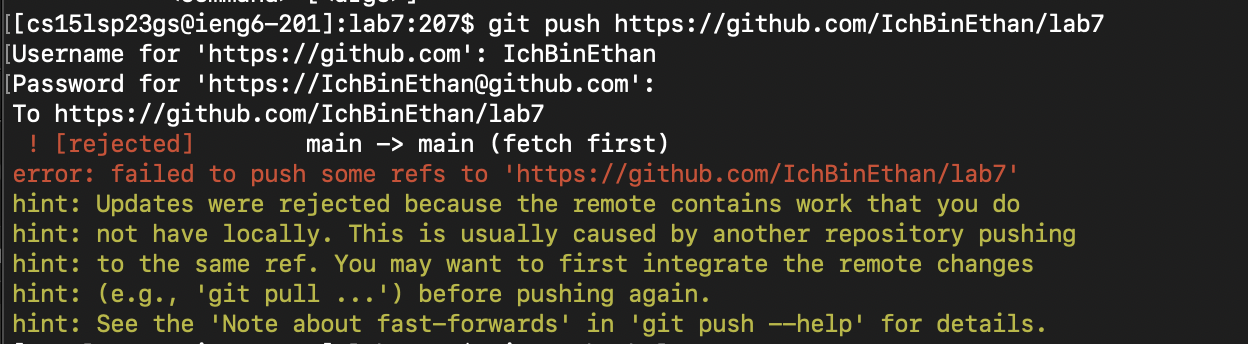 [[cs15lsp23gs@ieng6-201]:lab7:207$ git push https://github.com/IchBinEthan/lab7
[Username for 'https://github.com': IchBinEthan
[Password for 'https://IchBinEthan@github.com':
To https://github.com/IchBinEthan/lab7
 ! [rejected]        main -> main (fetch first)
error: failed to push some refs to 'https://github.com/IchBinEthan/lab7'
hint: Updates were rejected because the remote contains work that you do
hint: not have locally. This is usually caused by another repository pushing
hint: to the same ref. You may want to first integrate the remote changes
hint: (e.g., 'git pull ...') before pushing again.
hint: See the 'Note about fast-forwards' in 'git push --help' for details.